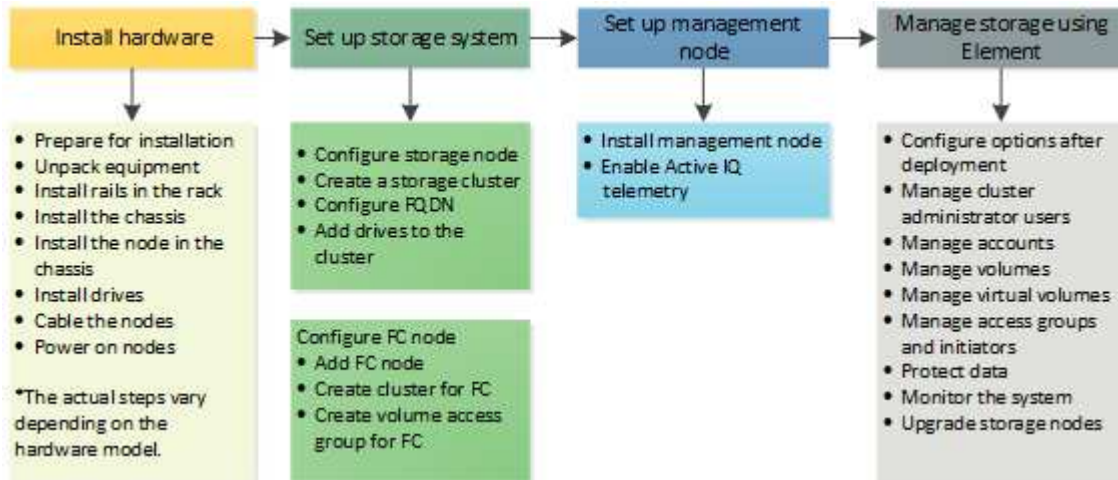 Install hardware
Set up storage system
Set up management
node
Manage storage using
Element
• Prepare for installation
• Unpack equipment
• Install rails in the rack
• Install the chassis
• Install the node in the
chassis
• Install drives
• Cable the nodes
• Power on nodes
*The actual steps vary
depending on the
hardware model.
• Configure storage node
• Create a storage cluster
• Configure FQDN
• Add drives to the
cluster
Configure FC node
• Add FC node
• Create cluster for FC
• Create volume access
group for FC
• Install management node
• Enable Active IQ
telemetry
• Configure options after
deployment
• Manage cluster
administrator users
• Manage accounts
• Manage volumes
• Manage virtual volumes
• Manage access groups
and initiators
• Protect data
• Monitor the system
• Upgrade storage nodes